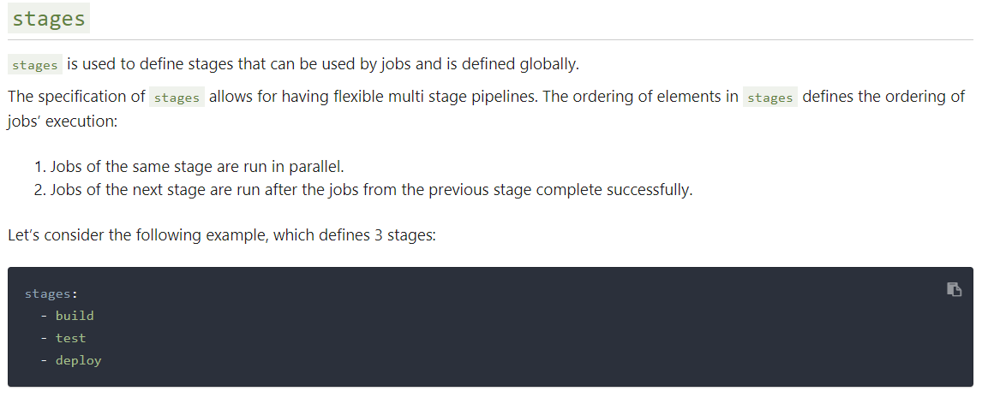 stages
stages is used to define stages that can be used by jobs and is defined globally.
The specification of stages allows for having flexible multi stage pipelines. The ordering of elements in stages defines the ordering of
jobs’ execution:
1. Jobs of the same stage are run in parallel.
2. Jobs of the next stage are run after the jobs from the previous stage complete successfully.
Let’s consider the following example, which defines 3 stages:
stages:
- build
- test
- deploy